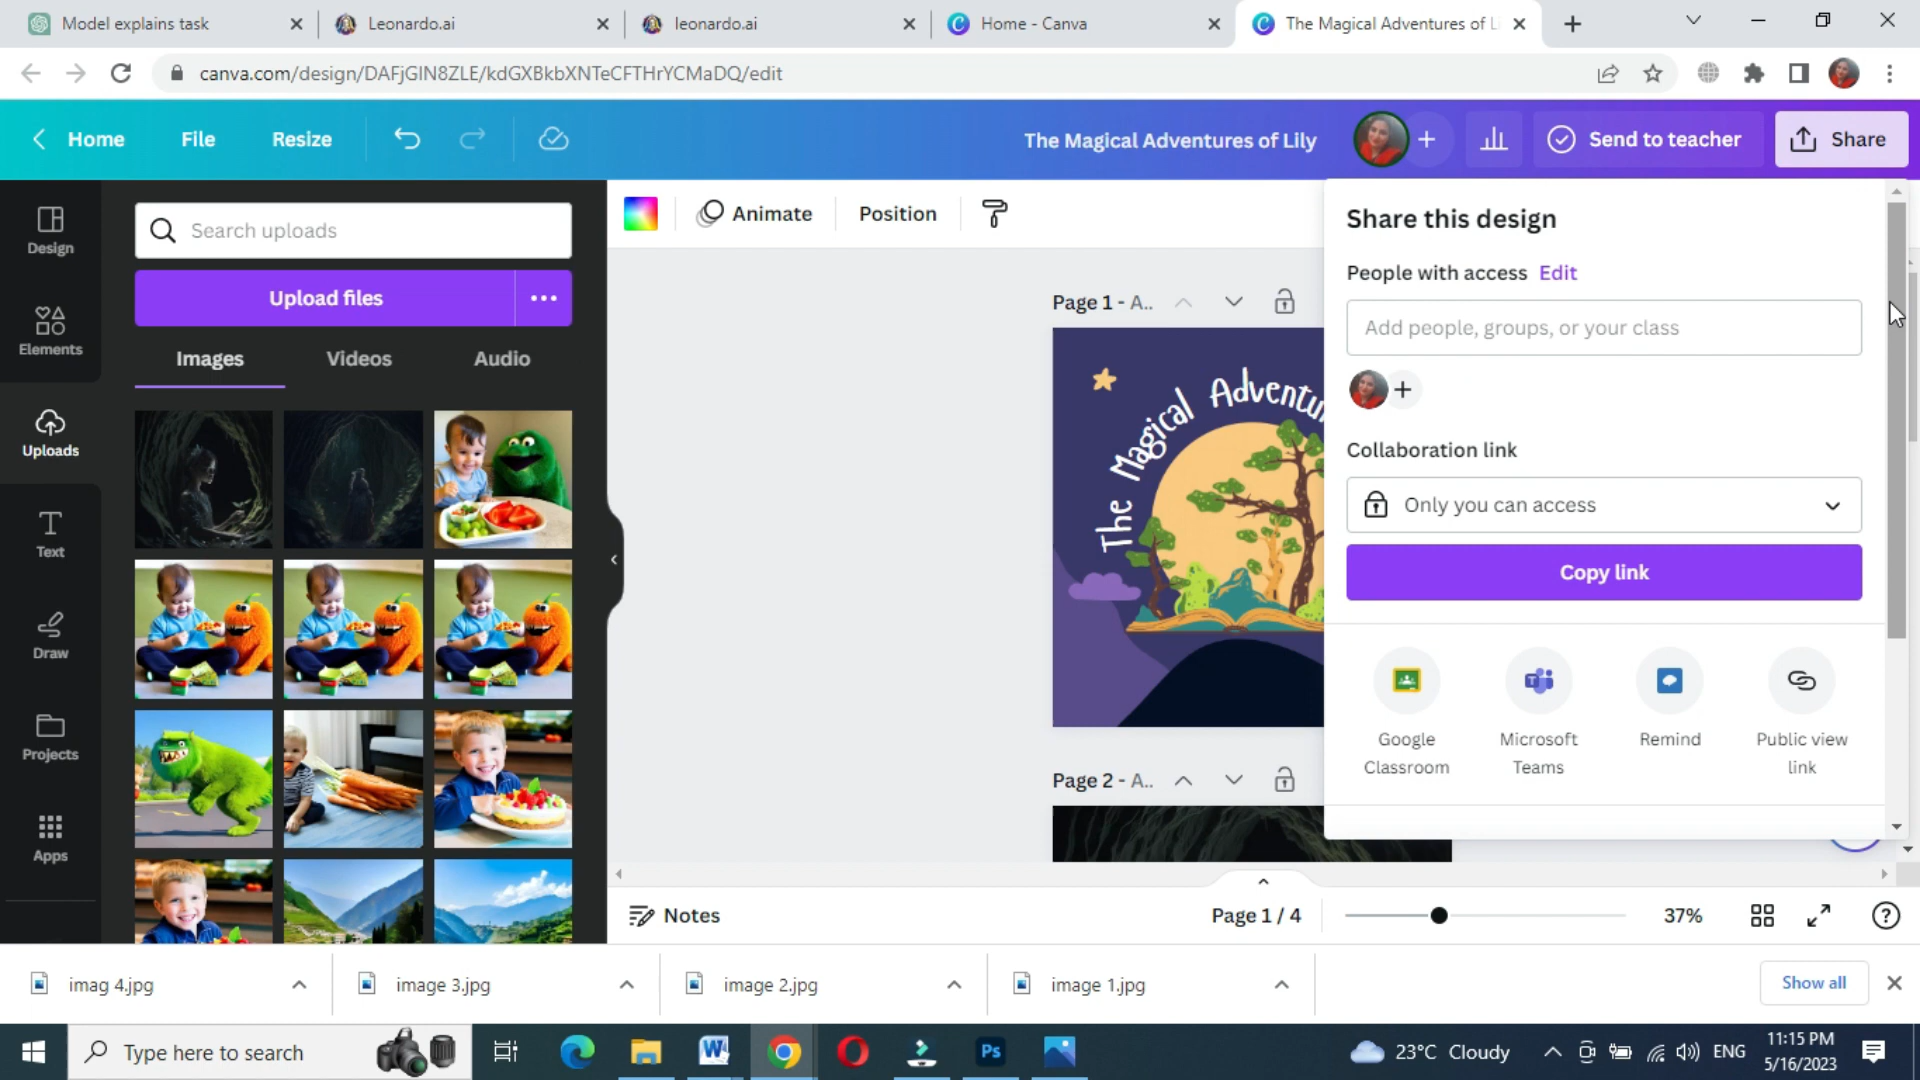 Model explains task
Leonardo.ai
leonardo.ai
Home - Canva
The Magical Adventures of Li
canva.com/design/DAFjGIN8ZLE/kdGXBkbXNTeCFTHrYCMaDQ/edit
Home
File
Resize
The Magical Adventures of Lily
Send to teacher
Share
Design
Elements
Uploads
Text
Draw
Projects
Apps
Search uploads
Upload files
Images
Videos
Audio
Animate
Position
Page 1 - A..
The Magical Adventu
Page 2 - A..
Share this design
People with access Edit
Add people, groups, or your class
Collaboration link
Only you can access
Copy link
Google
Classroom
Microsoft
Teams
Remind
Public view
link
Notes
Page 1 / 4
37%
imag 4.jpg
image 3.jpg
image 2.jpg
image 1.jpg
Show all
Type here to search
Ps
23°C Cloudy
ENG
11:15 PM
5/16/2023